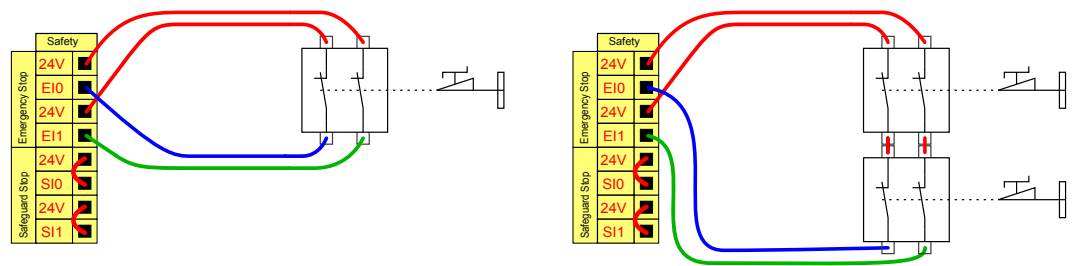 Safety
Emergency Stop
24V
EI0
24V
EI1
Safeguard Stop
24V
SI0
24V
SI1
Safety
Emergency Stop
24V
EI0
24V
EI1
Safeguard Stop
24V
SI0
24V
SI1